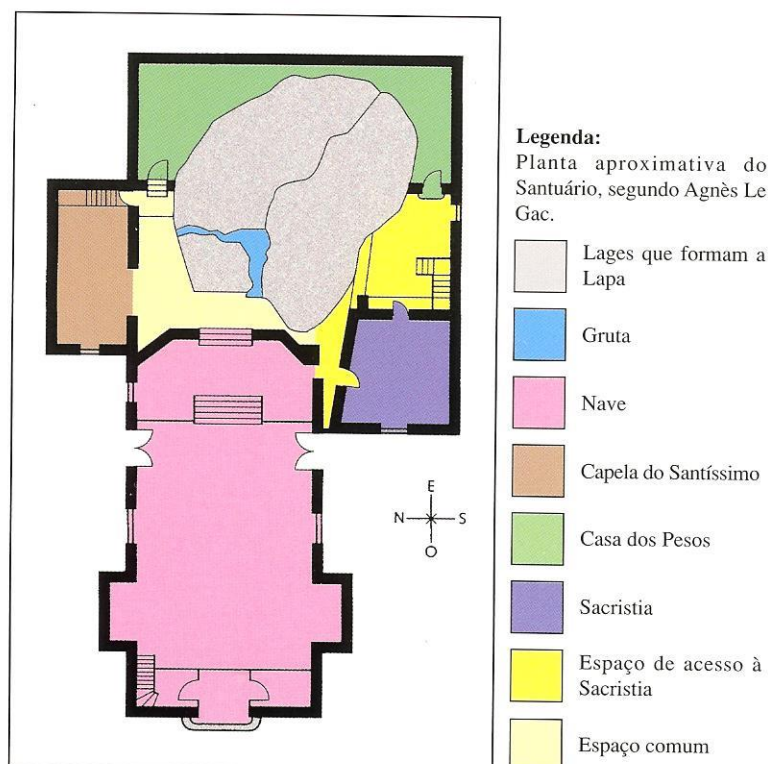 Legenda:
Planta aproximativa do
Santuário, segundo Agnès Le
Gac.
Lages que formam a
Lapa
Gruta
Nave
Capela do Santíssimo
Casa dos Pesos
Sacristia
Espaço de acesso à
Sacristia
Espaço comum
E
N
S
O